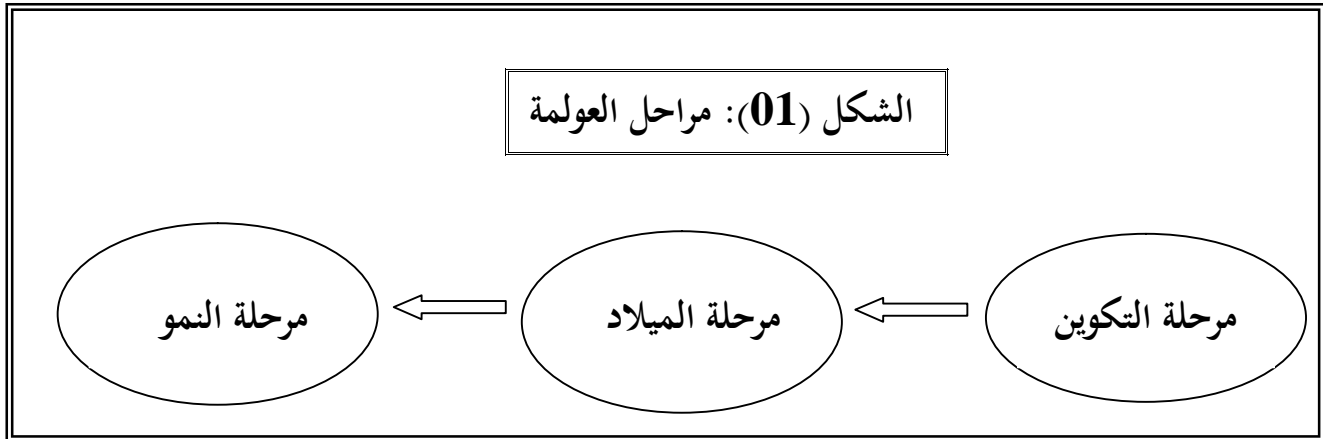 الشكل (01): مراحل العولمة
مرحلة التكوين
مرحلة الميلاد
مرحلة النمو